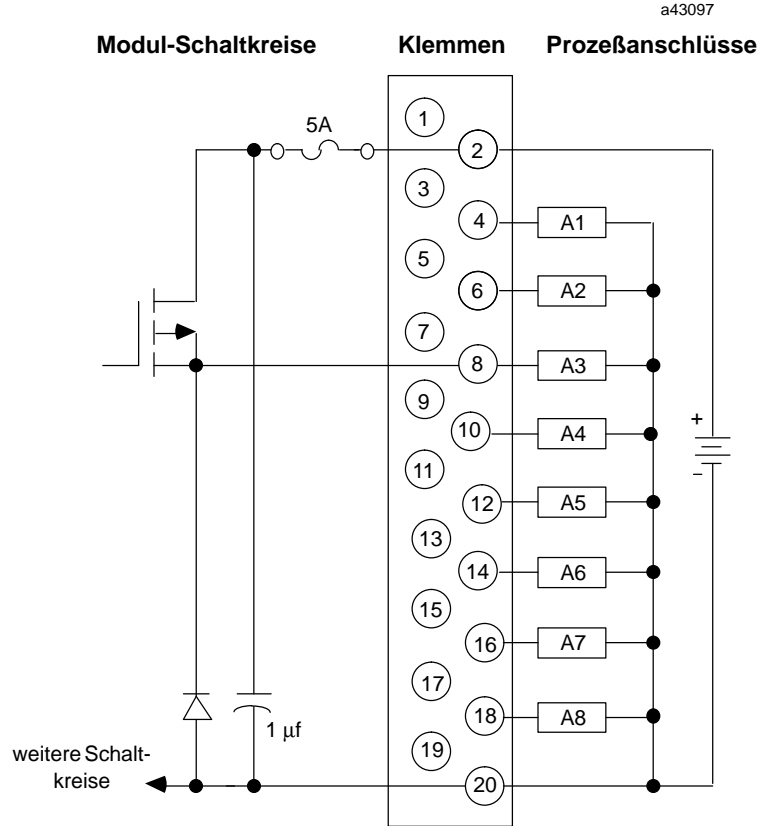 a43097
Modul-Schaltkreise Klemmen Prozeßanschlüsse
1
5A
2
3
4 A1
5
6 A2
7
8 A3
9
10 A4
+
11
-
12 A5
13
14 A6
15
16 A7
17
18 A8
1 µf
19
weitere Schalt-
kreise
20